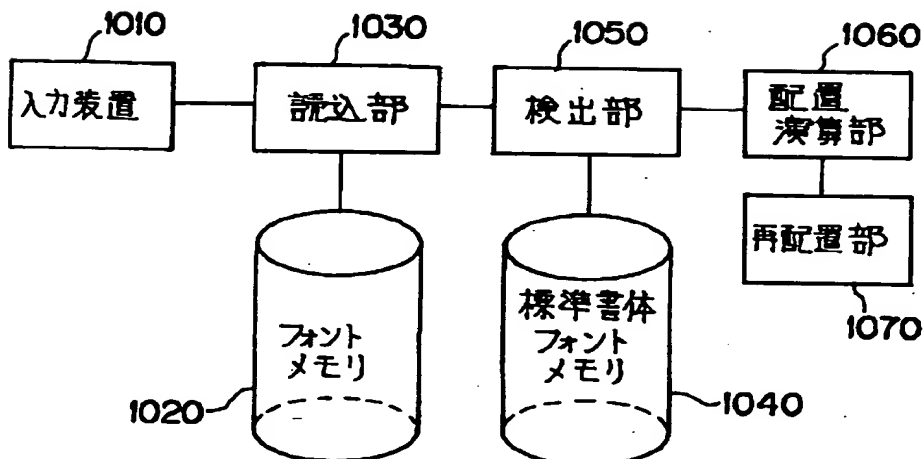 1010
1030
1050
1060
入力装置
読込部
検出部
配置
演算部
再配置部
1070
フォント
メモリ
1020
標準書体
フォント
メモリ
1040